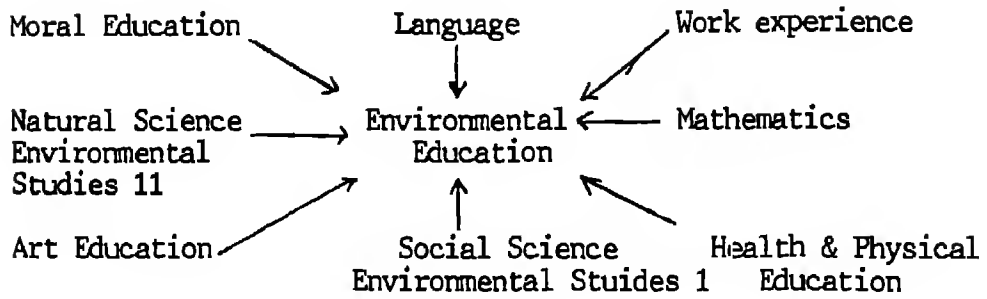 Moral Education
Language
Work experience
Natural Science
Environmental
Studies 11
Environmental
Education
Mathematics
Art Education
Social Science
Environmental Stuides 1
Health & Physical
Education